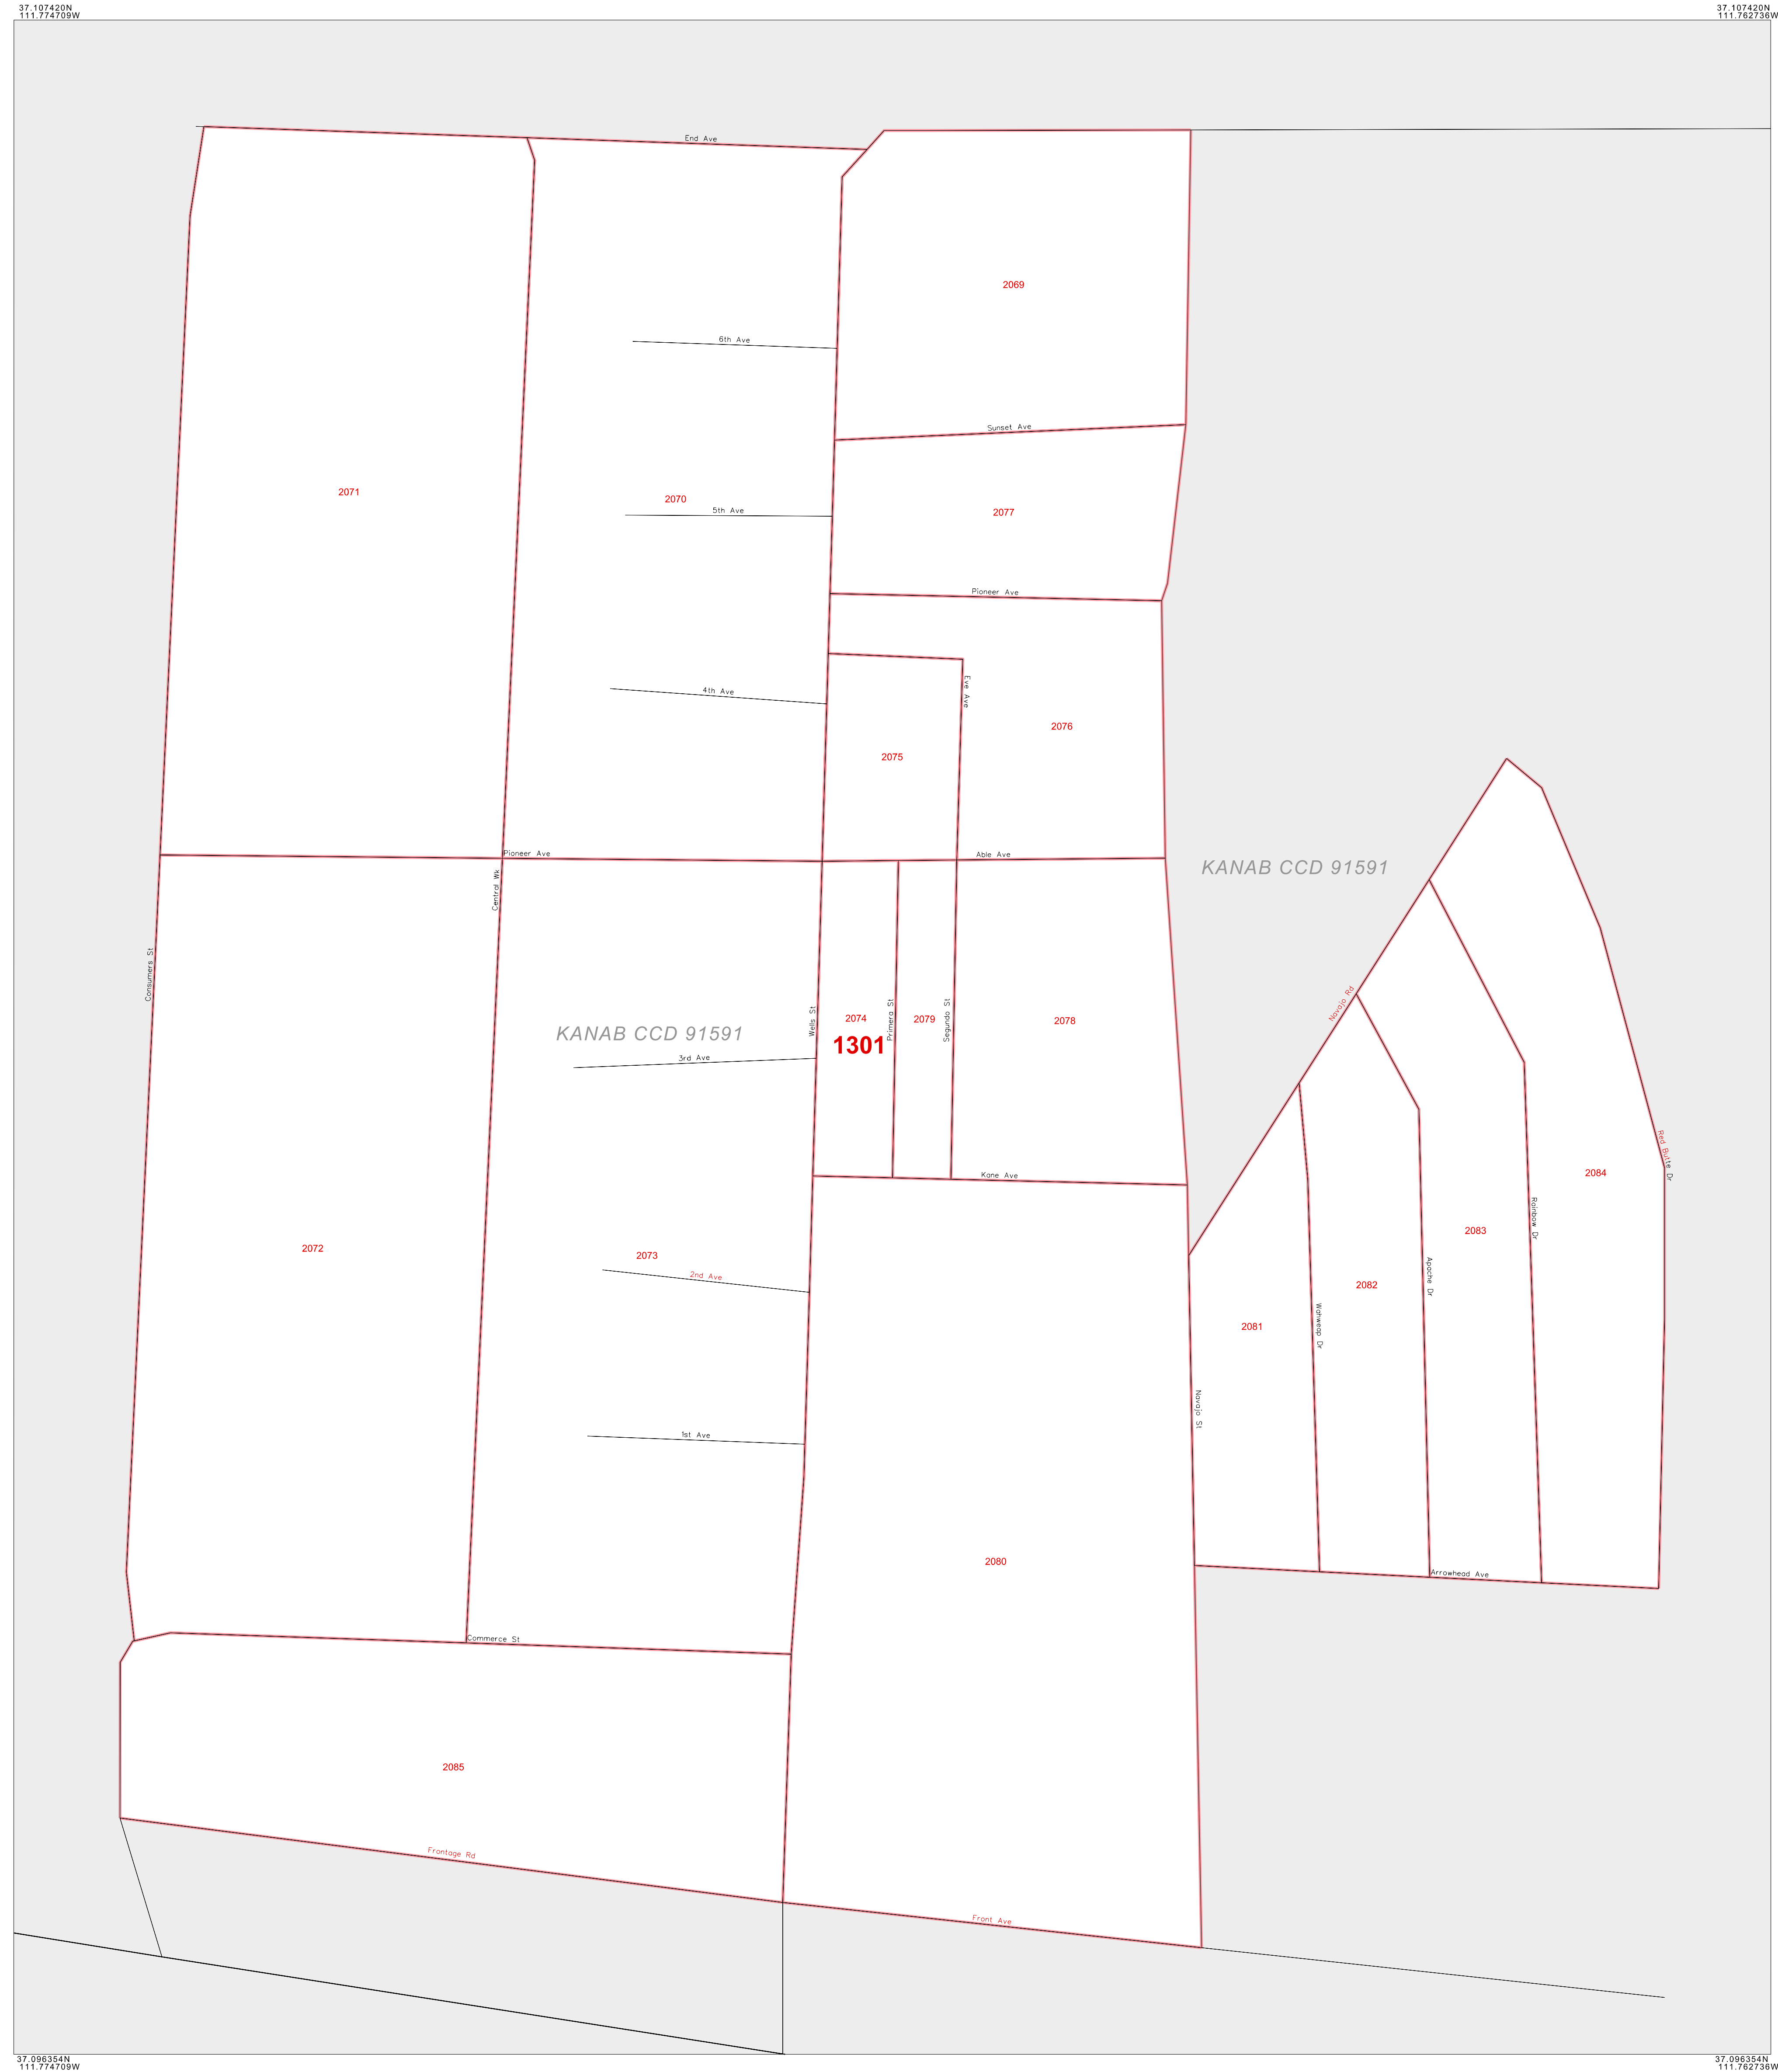 37.107420N
111.774709W
37.107420N
111.762736W
End Ave
2069
6th Ave
Sunset Ave
2071
2070
5th Ave
2077
Pioneer Ave
4th Ave
Eve Ave
2076
2075
Pioneer Ave
Able Ave
KANAB CCD 91591
Central Wk
Consumers St
Navajo Rd
Wells St
2074
Primera St
2079
Segundo St
2078
KANAB CCD 91591
1301
3rd Ave
Red Butte Dr
Kane Ave
2084
Rainbow Dr
2083
2072
2073
2nd Ave
Apache Dr
2082
2081
Wahweap Dr
Navajo St
1st Ave
2080
Arrowhead Ave
Commerce St
2085
Frontage Rd
Front Ave
37.096354N
111.774709W
37.096354N
111.762736W